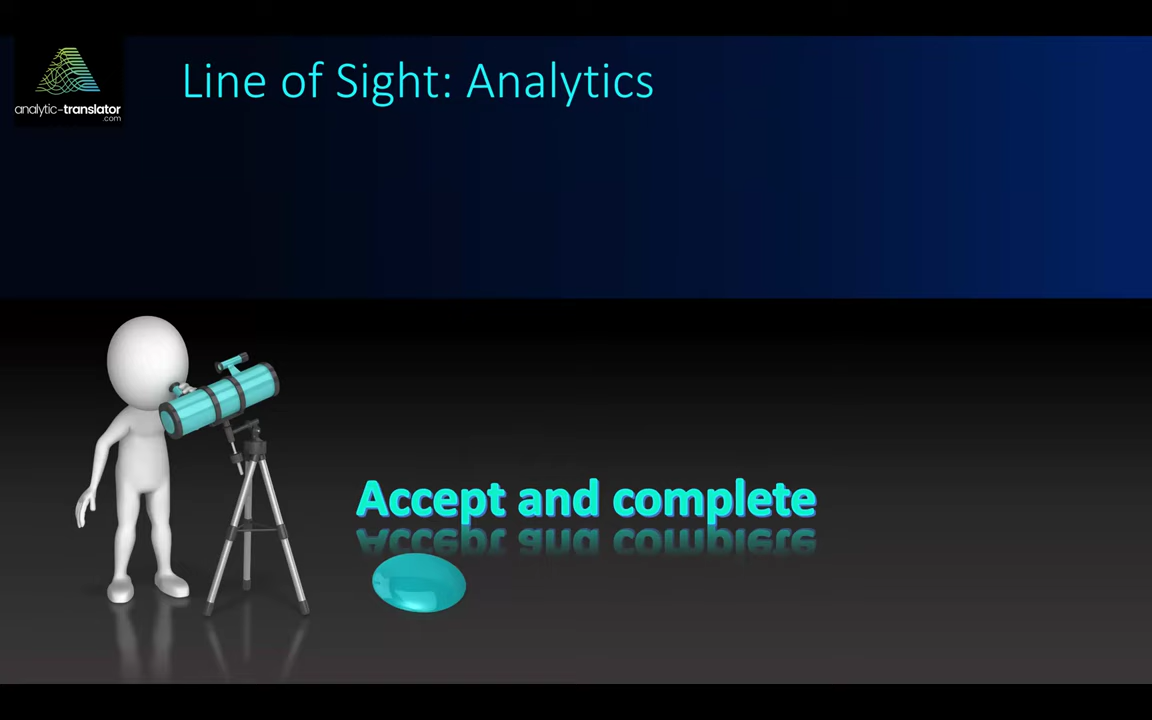 Line of Sight: Analytics
analytic-translator
.com
Accept and complete